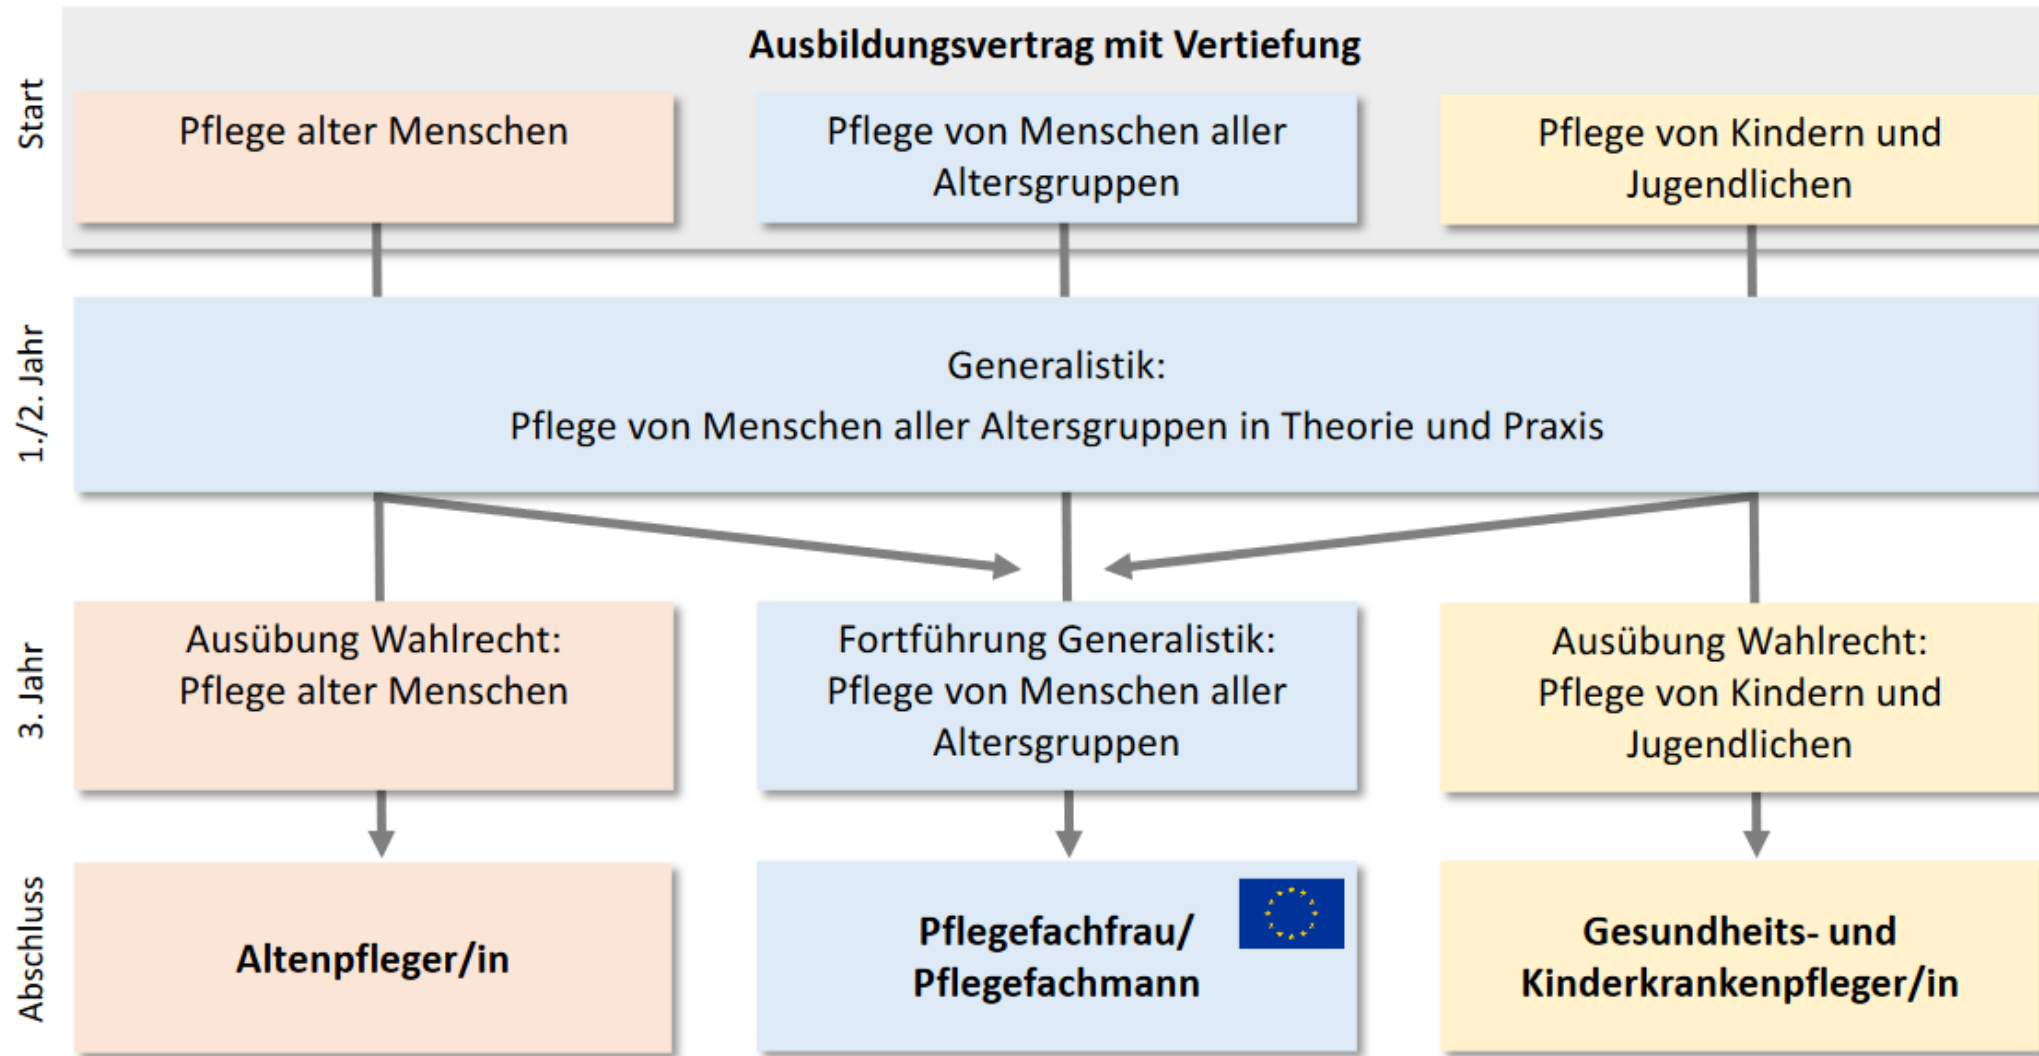 Ausbildungsvertrag mit Vertiefung
Start
Pflege alter Menschen
Pflege von Menschen aller
Altersgruppen
Pflege von Kindern und
Jugendlichen
1./2. Jahr
Generalistik:
Pflege von Menschen aller Altersgruppen in Theorie und Praxis
3. Jahr
Ausübung Wahlrecht:
Pflege alter Menschen
Fortführung Generalistik:
Pflege von Menschen aller
Altersgruppen
Ausübung Wahlrecht:
Pflege von Kindern und
Jugendlichen
Abschluss
Altenpfleger/in
Pflegefachfrau/
Pflegefachmann
Gesundheits- und
Kinderkrankenpfleger/in